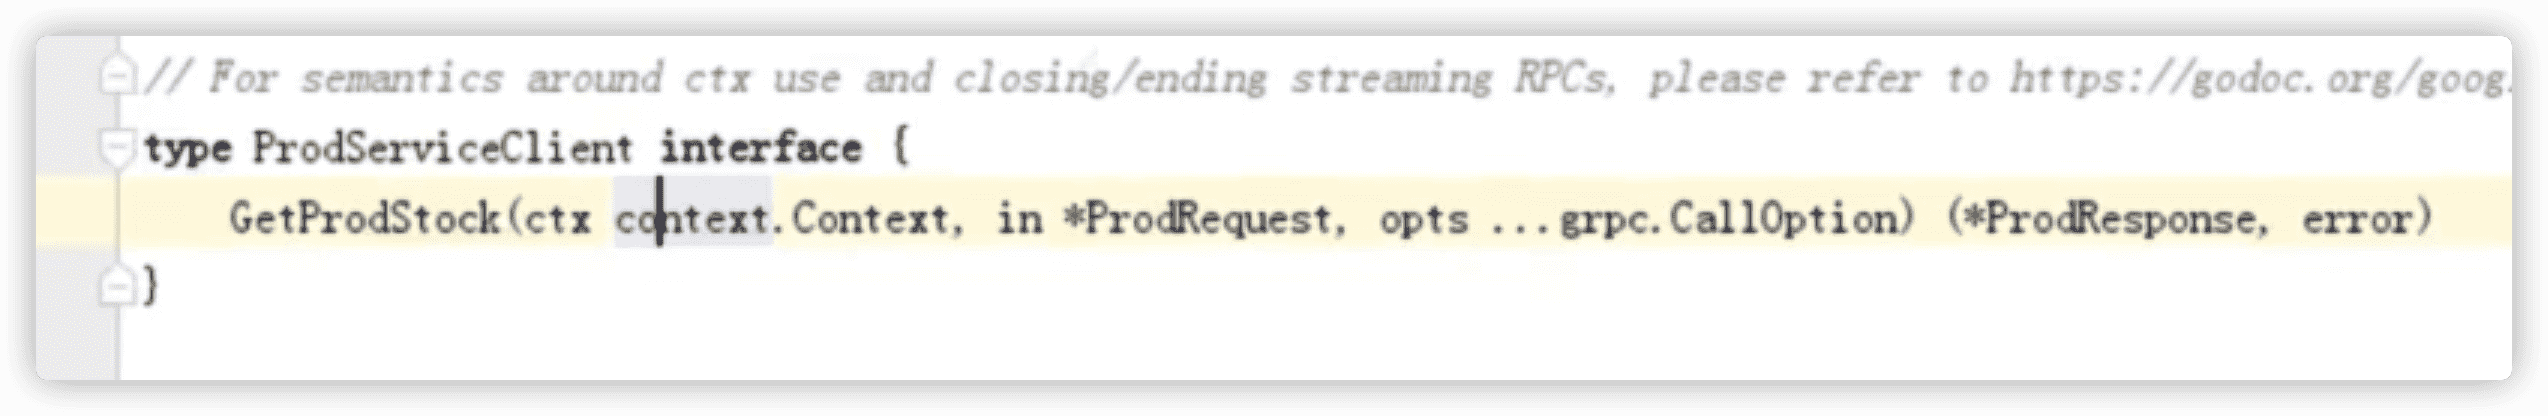 // For semantics around ctx use and closing/ending streaming RPCs, please refer to https://godoc.org/goog
type ProdServiceClient interface {
GetProdStock(ctx context.Context, in *ProdRequest, opts ...grpc.CallOption) (*ProdResponse, error)
}